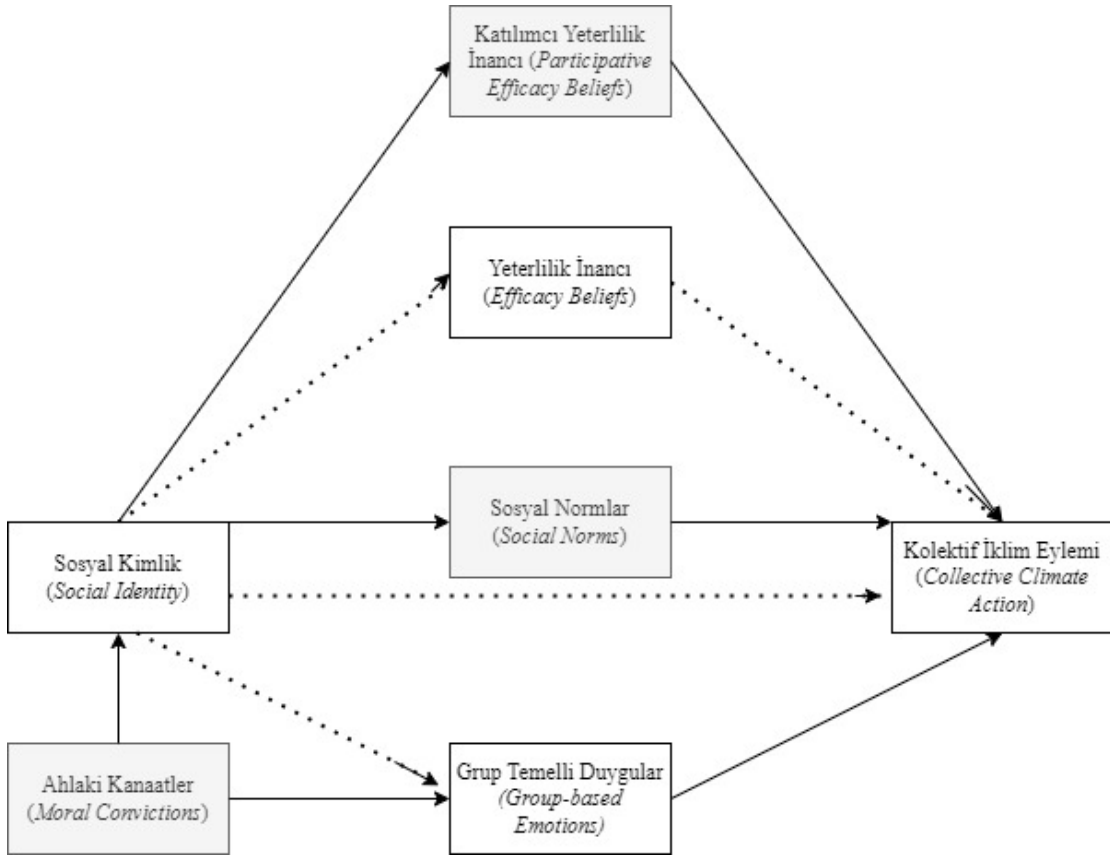 Katılımcı Yeterlilik
İnancı (Participative
Efficacy Beliefs)
Yeterlilik İnancı
(Efficacy Beliefs)
Sosyal Normlar
(Social Norms)
Sosyal Kimlik
(Social Identity)
Kolektif İklim Eylemi
(Collective Climate
Action)
Ahlaki Kanaatler
(Moral Convictions)
Grup Temelli Duygular
(Group-based
Emotions)